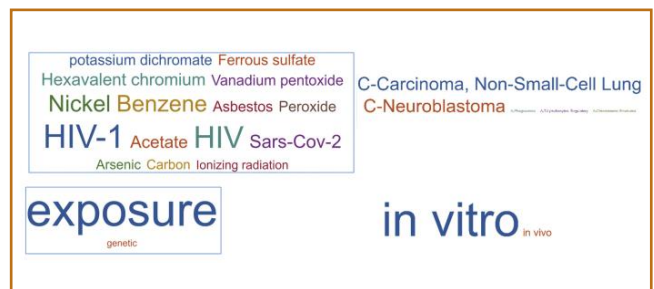 potassium dichromate Ferrous sulfate
Hexavalent chromium Vanadium pentoxide
Nickel Benzene Asbestos Peroxide
HIV-1 Acetate HIV Sars-Cov-2
Arsenic Carbon Ionizing radiation
C-Carcinoma, Non-Small-Cell Lung
C-Neuroblastoma
exposure
genetic
in vitro in vivo